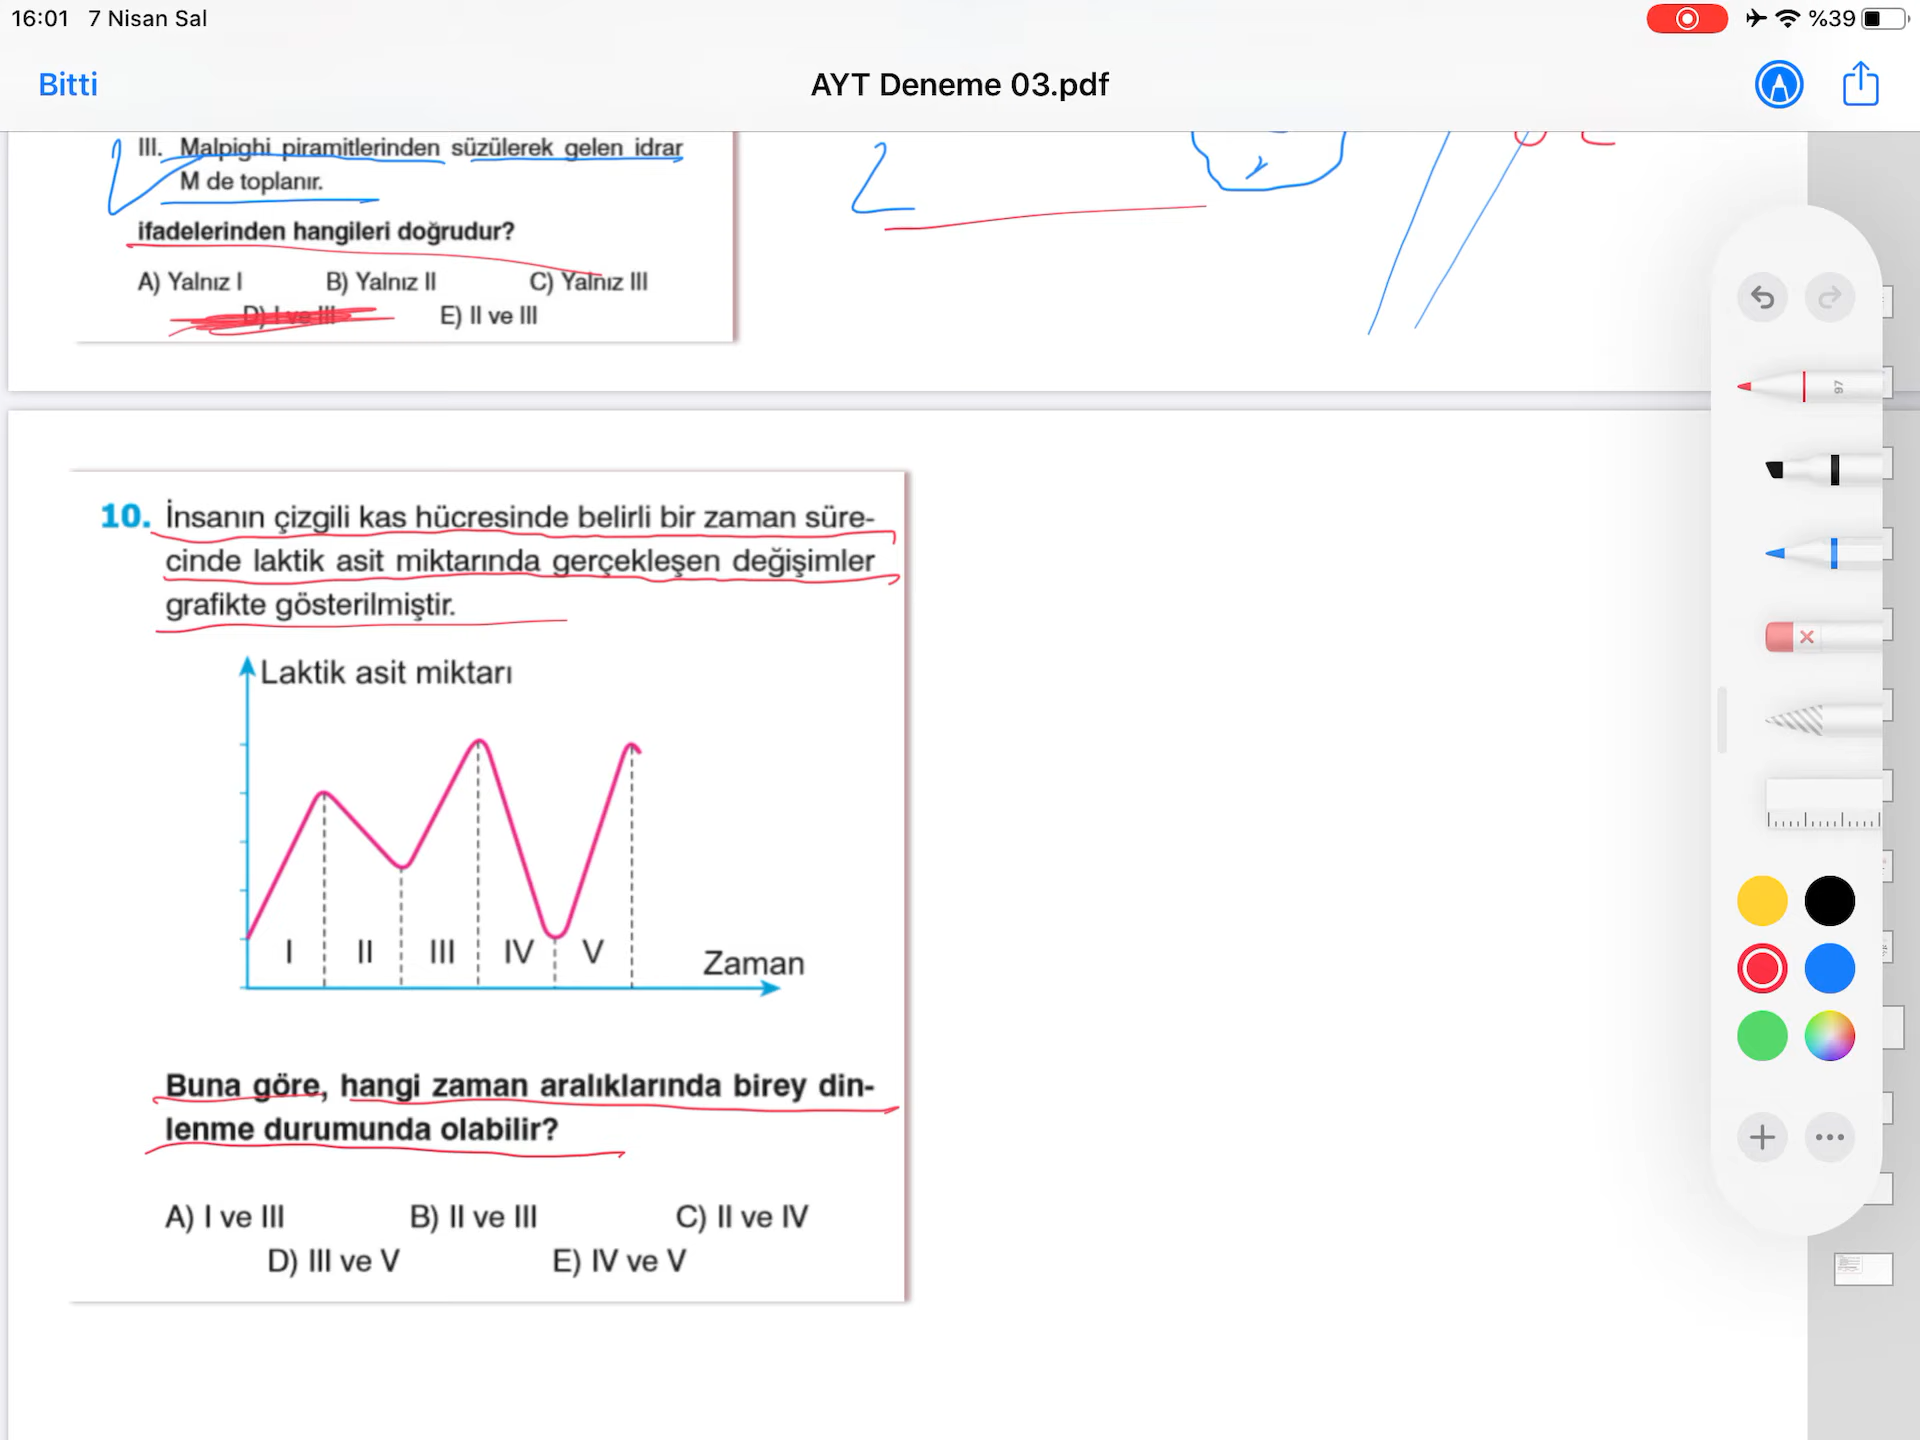 16:01 7 Nisan Sal
%39
Bitti
AYT Deneme 03.pdf
III. Malpighi piramitlerinden süzülerek gelen idrar
M de toplanır.
ifadelerinden hangileri doğrudur?
A) Yalnız I B) Yalnız II C) Yalnız III
D) I ve III E) II ve III
97
10. İnsanın çizgili kas hücresinde belirli bir zaman süre-
cinde laktik asit miktarında gerçekleşen değişimler
grafikte gösterilmiştir.
Laktik asit miktarı
I II III IV V
Zaman
Buna göre, hangi zaman aralıklarında birey din-
lenme durumunda olabilir?
A) I ve III B) II ve III C) II ve IV
D) III ve V E) IV ve V